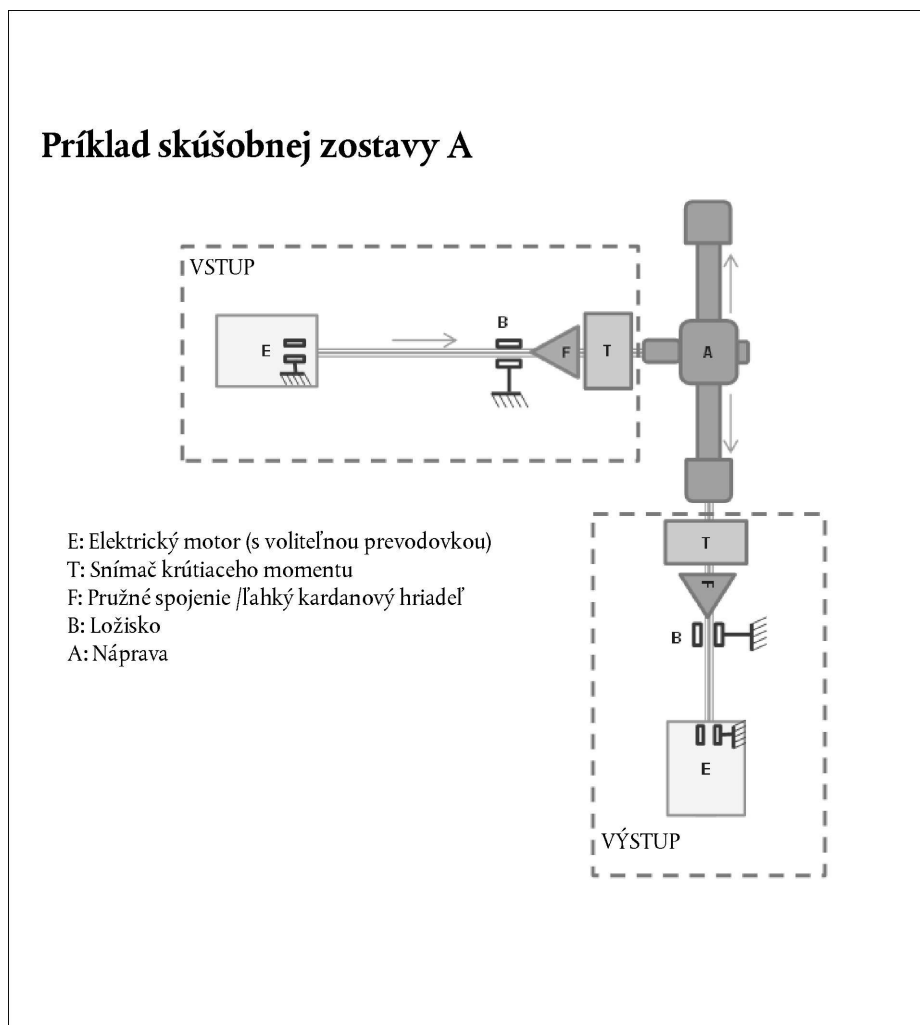 Príklad skúšobnej zostavy A
VSTUP
B
E
F
T
A
E: Elektrický motor (s voliteľnou prevodovkou)
T: Snímač krútiaceho momentu
F: Pružné spojenie /ľahký kardanový hriadeľ
B: Ložisko
A: Náprava
T
F
B
E
VÝSTUP